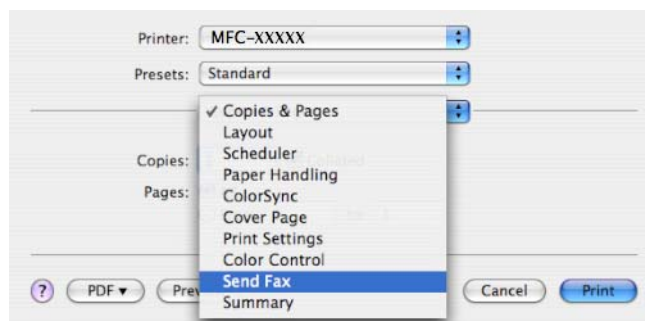 Printer: MFC-XXXXX
Presets: Standard
✓ Copies & Pages
Layout
Scheduler
Copies: Collated
Paper Handling
Pages:
ColorSync
Cover Page
Print Settings
Color Control
Send Fax
Summary
? PDF▼ Cancel Print